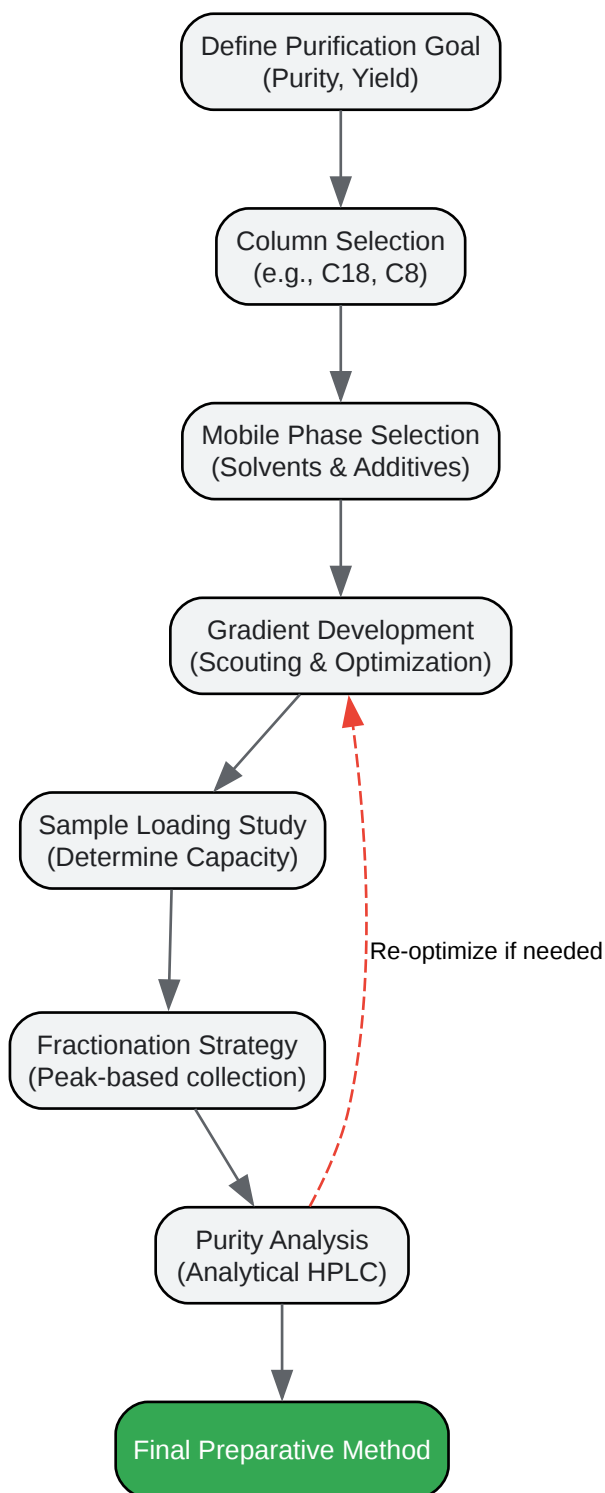 Define Purification Goal
(Purity, Yield)
Column Selection
(e.g., C18, C8)
Mobile Phase Selection
(Solvents & Additives)
Gradient Development
(Scouting & Optimization)
Sample Loading Study
(Determine Capacity)
Re-optimize if needed
Fractionation Strategy
(Peak-based collection)
Purity Analysis
(Analytical HPLC)
Final Preparative Method